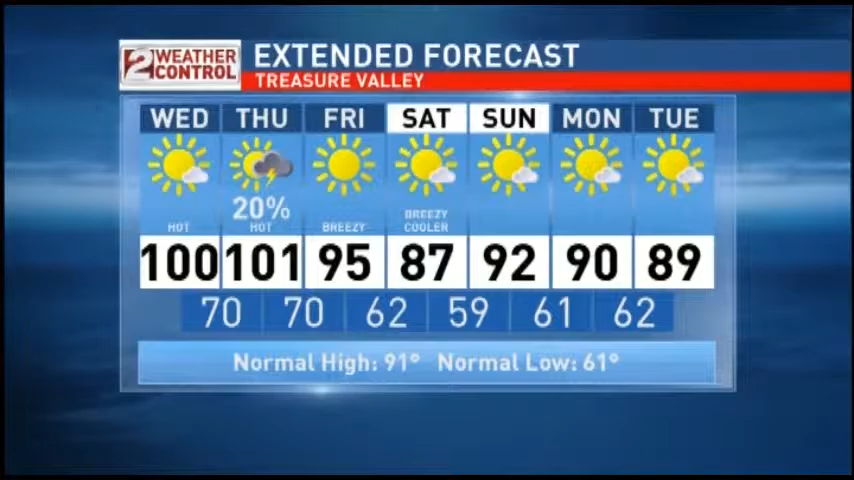 2 WEATHER CONTROL
EXTENDED FORECAST
TREASURE VALLEY
WED THU FRI SAT SUN MON TUE
20%
HOT HOT BREEZY BREEZY COOLER
100 101 95 87 92 90 89
70 70 62 59 61 62
Normal High: 91° Normal Low: 61°